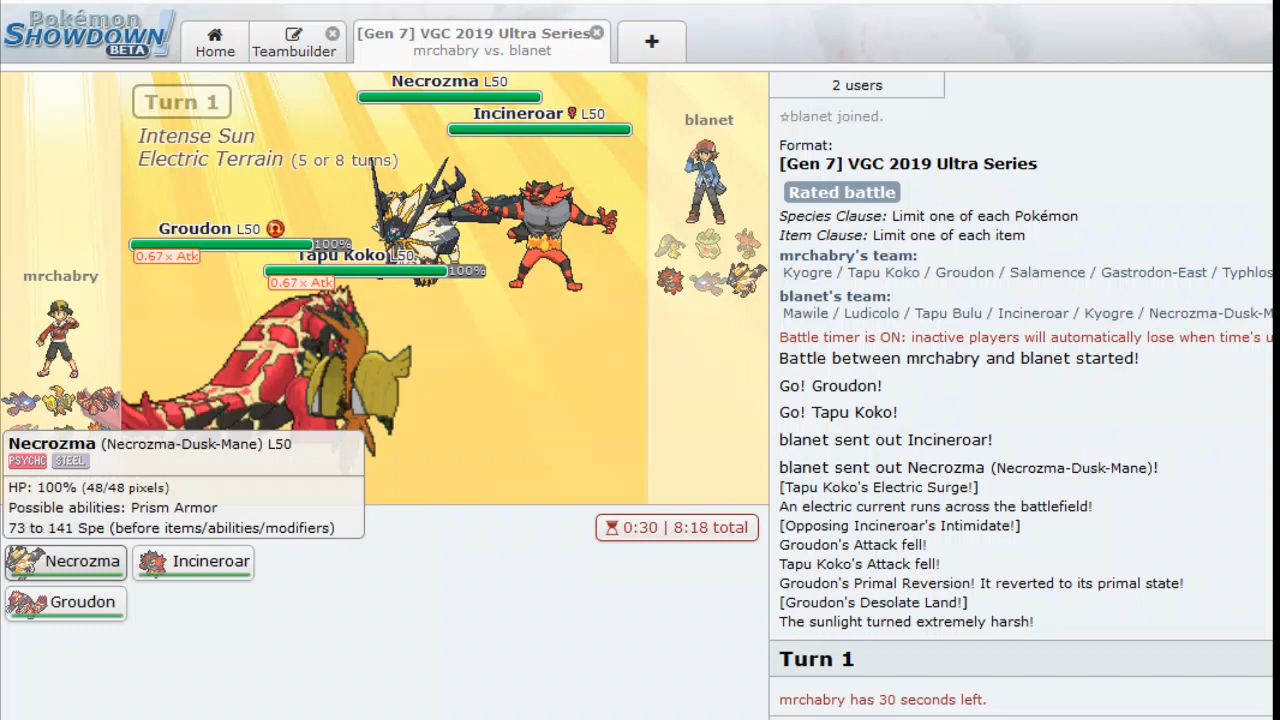 Pokémon
SHOWDOWN!
BETA
Home
Teambuilder
[Gen 7] VGC 2019 Ultra Series
mrchabry vs. blanet
+
Turn 1
Intense Sun
Electric Terrain (5 or 8 turns)
Necrozma L50
Incineroar L50
Groudon L50
100%
0.67× Atk
Tapu Koko L50
100%
0.67× Atk
mrchabry
blanet
Necrozma (Necrozma-Dusk-Mane) L50
PSYCHC STEEL
HP: 100% (48/48 pixels)
Possible abilities: Prism Armor
73 to 141 Spe (before items/abilities/modifiers)
0:30 | 8:18 total
Necrozma
Incineroar
Groudon
2 users
☆blanet joined.
Format:
[Gen 7] VGC 2019 Ultra Series
Rated battle
Species Clause: Limit one of each Pokémon
Item Clause: Limit one of each item
mrchabry's team:
Kyogre / Tapu Koko / Groudon / Salamence / Gastrodon-East / Typhlos
blanet's team:
Mawile / Ludicolo / Tapu Bulu / Incineroar / Kyogre / Necrozma-Dusk-M
Battle timer is ON: inactive players will automatically lose when time's u
Battle between mrchabry and blanet started!
Go! Groudon!
Go! Tapu Koko!
blanet sent out Incineroar!
blanet sent out Necrozma (Necrozma-Dusk-Mane)!
[Tapu Koko's Electric Surge!]
An electric current runs across the battlefield!
[Opposing Incineroar's Intimidate!]
Groudon's Attack fell!
Tapu Koko's Attack fell!
Groudon's Primal Reversion! It reverted to its primal state!
[Groudon's Desolate Land!]
The sunlight turned extremely harsh!
Turn 1
mrchabry has 30 seconds left.